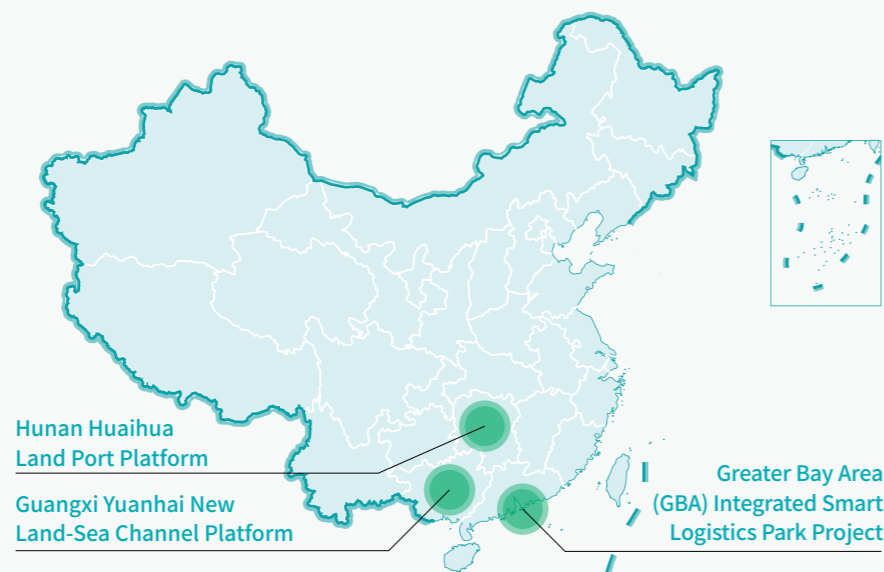 Hunan Huaihua
Land Port Platform
Guangxi Yuanhai New
Land-Sea Channel Platform
Greater Bay Area
(GBA) Integrated Smart
Logistics Park Project